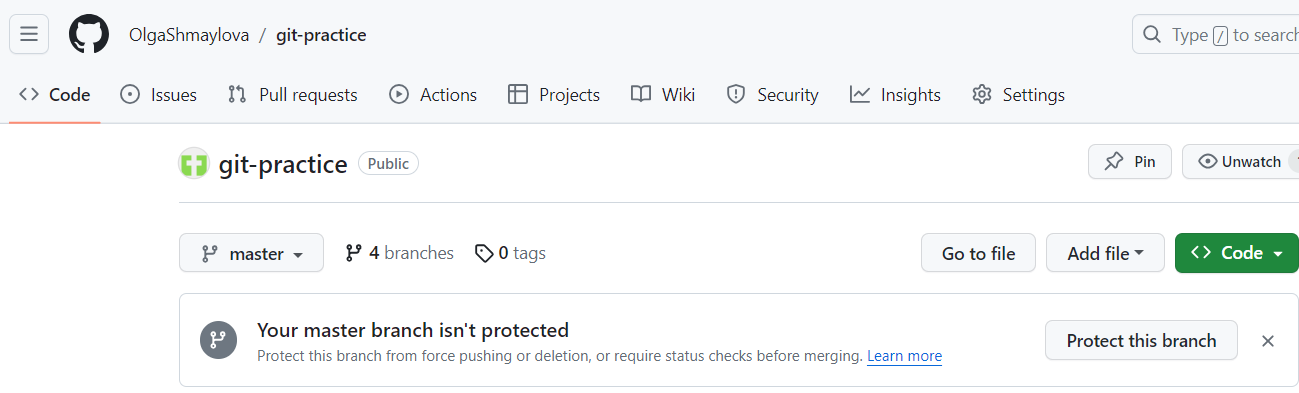 OlgaShmaylova / git-practice
Type / to search
Code Issues Pull requests Actions Projects Wiki Security Insights Settings
git-practice Public
Pin Unwatch
master 4 branches 0 tags Go to file Add file Code
Your master branch isn't protected
Protect this branch from force pushing or deletion, or require status checks before merging. Learn more
Protect this branch